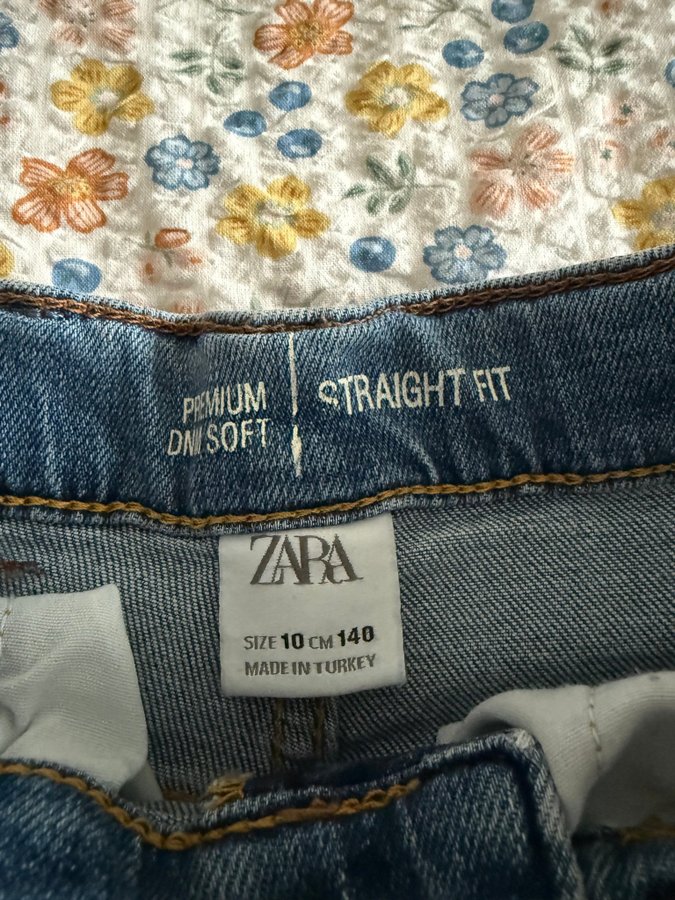 PREMIUM
DNM SOFT
STRAIGHT FIT
ZARA
SIZE 10 CM 140
MADE IN TURKEY